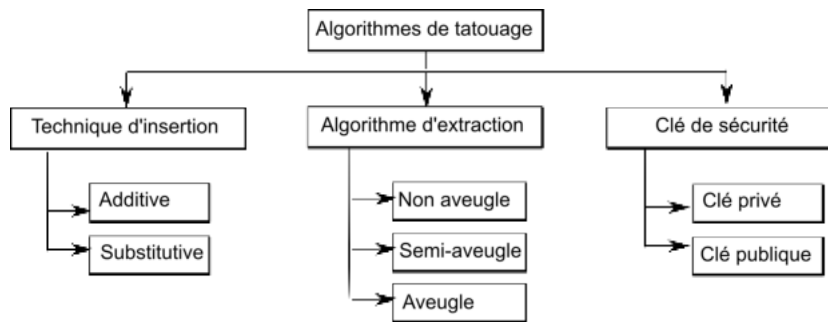 Algorithmes de tatouage
Technique d'insertion
Algorithme d'extraction
Clé de sécurité
Additive
Substitutive
Non aveugle
Semi-aveugle
Aveugle
Clé privé
Clé publique